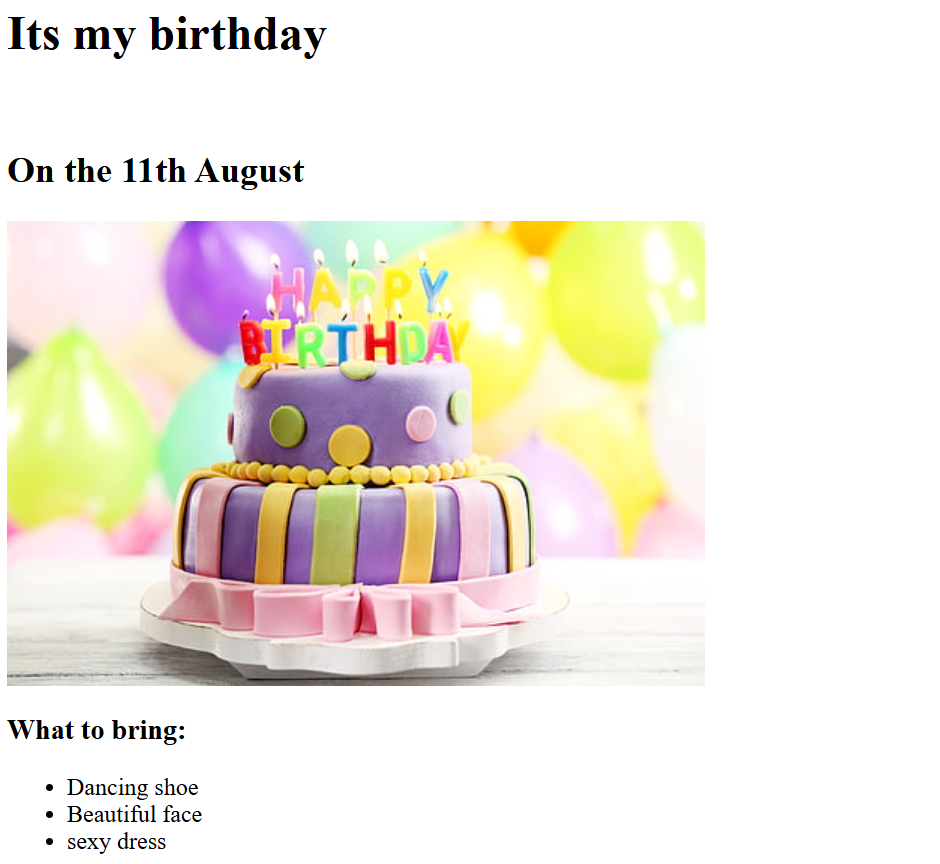 Its my birthday
On the 11th August
HAPPY
BIRTHDAY
What to bring:
Dancing shoe
Beautiful face
sexy dress